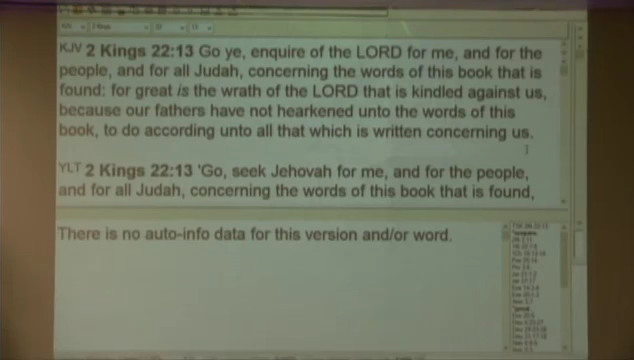 KJV 2 Kings 22:13 Go ye, enquire of the LORD for me, and for the
people, and for all Judah, concerning the words of this book that is
found: for great is the wrath of the LORD that is kindled against us,
because our fathers have not hearkened unto the words of this
book, to do according unto all that which is written concerning us.
YLT 2 Kings 22:13 'Go, seek Jehovah for me, and for the people,
and for all Judah, concerning the words of this book that is found,
There is no auto-info data for this version and/or word.